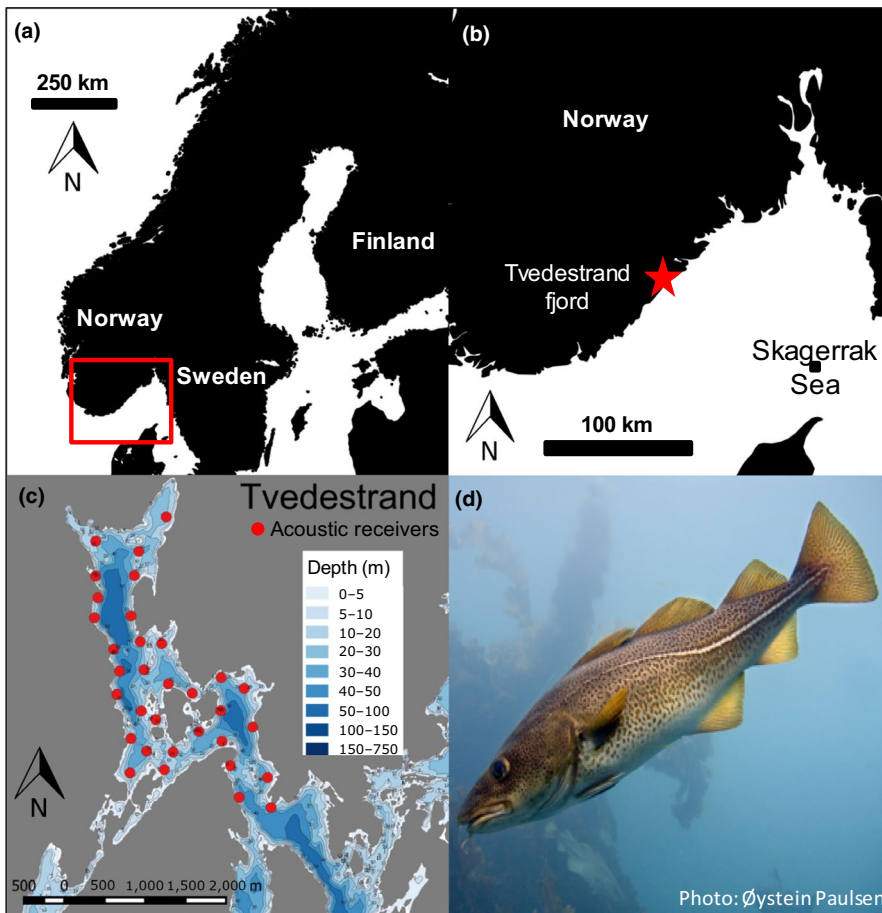 (a)
250 km
N
Norway
Sweden
Finland
(b)
Norway
Tvedestrand
fjord
Skagerrak
Sea
N
100 km
(c)
Tvedestrand
Acoustic receivers
Depth (m)
0–5
5–10
10–20
20–30
30–40
40–50
50–100
100–150
150–750
N
500 0 500 1,000 1,500 2,000 m
(d)
Photo: Øystein Paulsen